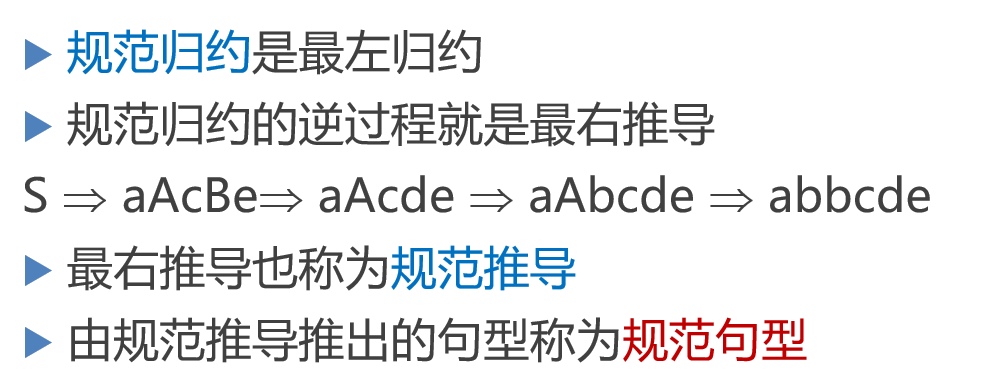 ▶ 规范归约是最左归约
▶ 规范归约的逆过程就是最右推导
S ⇒ aAcBe⇒ aAcde ⇒ aAbcde ⇒ abbcde
▶ 最右推导也称为规范推导
▶ 由规范推导推出的句型称为规范句型